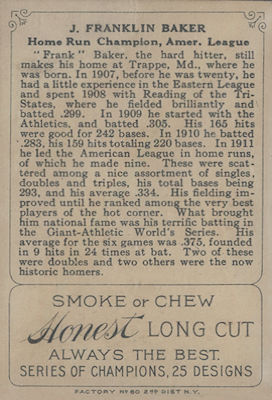 J. FRANKLIN BAKER
Home Run Champion, Amer. League
"Frank" Baker, the hard hitter, still
makes his home at Trappe, Md., where he
was born. In 1907, before he was twenty, he
had a little experience in the Eastern League
and spent 1908 with Reading of the Tri-
States, where he fielded brilliantly and
batted .299. In 1909 he started with the
Athletics, and batted .305. His 165 hits
were good for 242 bases. In 1910 he batted
.283, his 159 hits totaling 220 bases. In 1911
he led the American League in home runs,
of which he made nine. These were scat-
tered among a nice assortment of singles,
doubles and triples, his total bases being
293, and his average .334. His fielding im-
proved until he ranked among the very best
players of the hot corner. What brought
him national fame was his terrific batting in
the Giant-Athletic World's Series. His
average for the six games was .375, founded
in 9 hits in 24 times at bat. Two of these
were doubles and two others were the now
historic homers.
SMOKE or CHEW
Honest LONG CUT
ALWAYS THE BEST.
SERIES OF CHAMPIONS, 25 DESIGNS
FACTORY Nº 60 2ND DIST. N.Y.